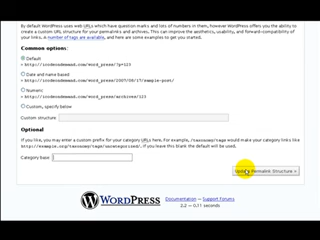 By default WordPress uses web URLs which have question marks and lots of numbers in them, however WordPress offers you the ability to
create a custom URL structure for your permalinks and archives. This can improve the aesthetics, usability, and forward-compatibility of
your links. A number of tags are available, and here are some examples to get you started.
Common options:
Default
» http://icodeondemand.com/word_press/?p=123
Date and name based
» http://icodeondemand.com/word_press/2007/09/17/sample-post/
Numeric
» http://icodeondemand.com/word_press/archives/123
Custom, specify below
Custom structure
Optional
If you like, you may enter a custom prefix for your category URLs here. For example, /taxonomy/tags would make your category links like
http://example.org/taxonomy/tags/uncategorized/. If you leave this blank the default will be used.
Category base
Update Permalink Structure »
WORDPRESS
Documentation — Support Forums
2.2 — 0.11 seconds